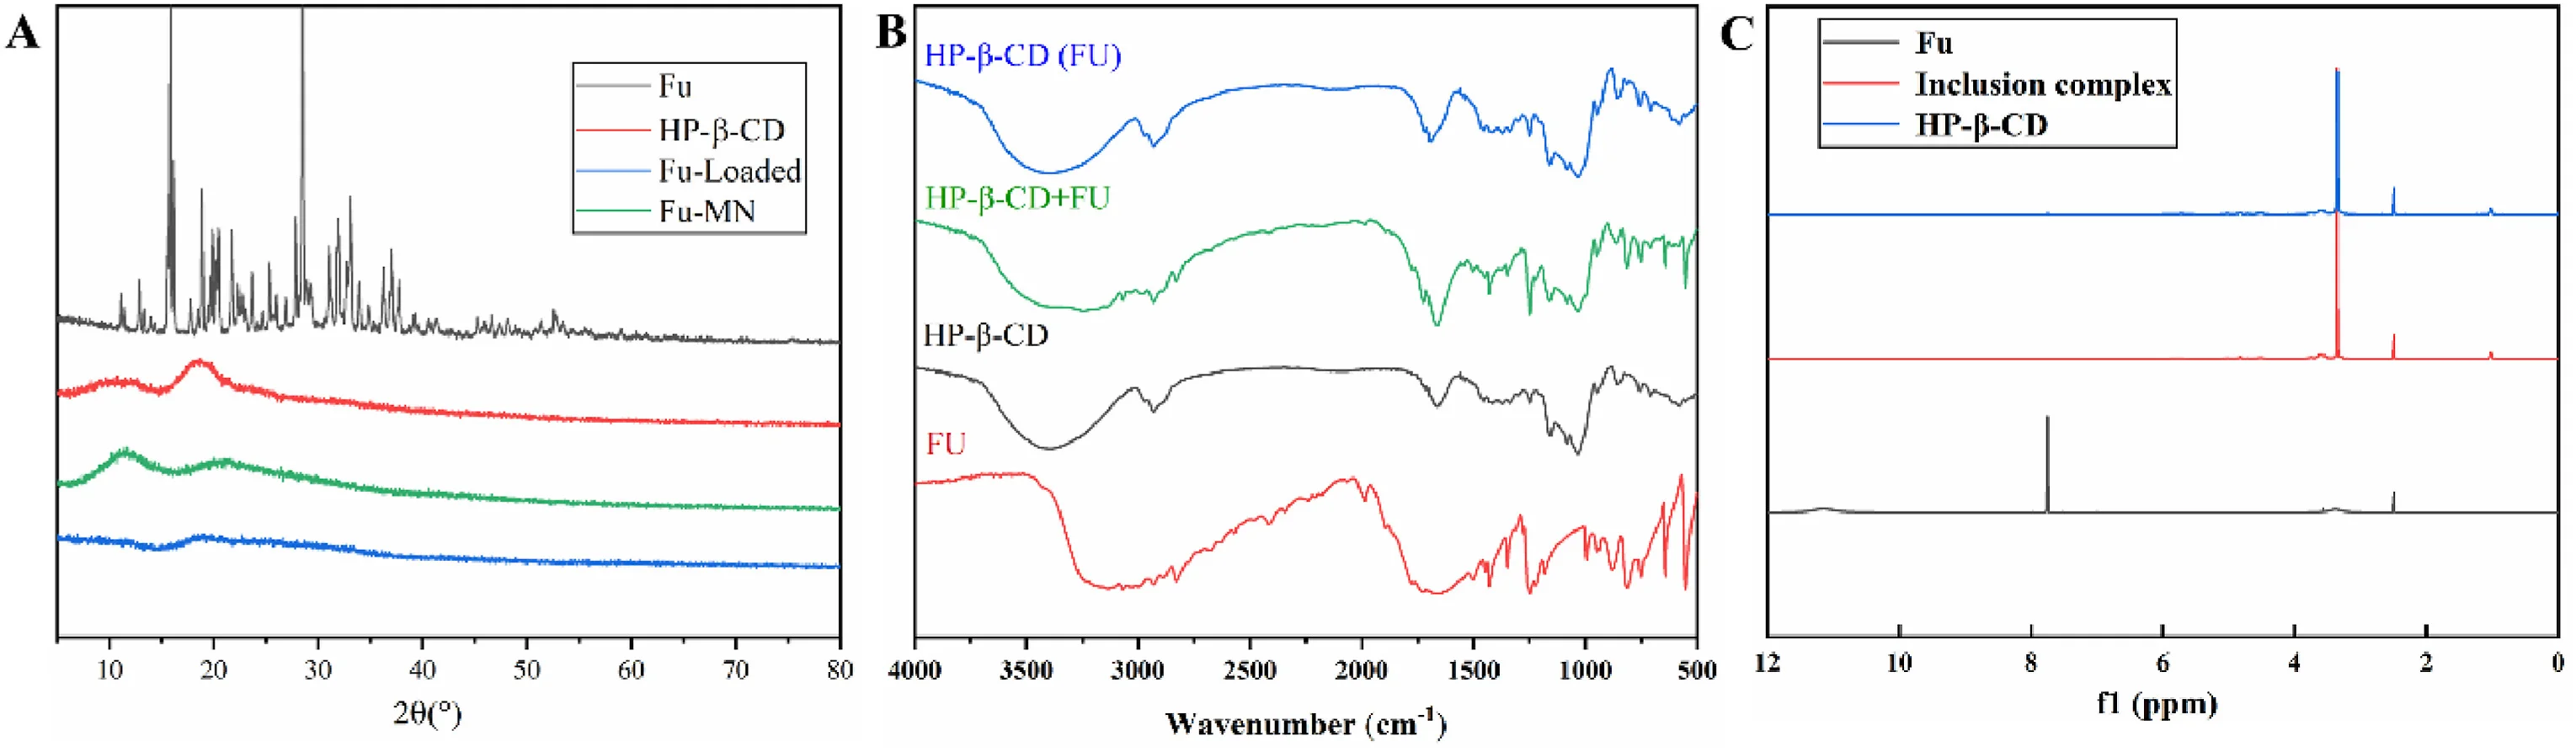 A
Fu
HP-β-CD
Fu-Loaded
Fu-MN
10 20 30 40 50 60 70 80
2θ(°)
B
HP-β-CD (FU)
HP-β-CD+FU
HP-β-CD
FU
4000 3500 3000 2500 2000 1500 1000 500
Wavenumber (cm⁻¹)
C
Fu
Inclusion complex
HP-β-CD
12 10 8 6 4 2 0
f1 (ppm)